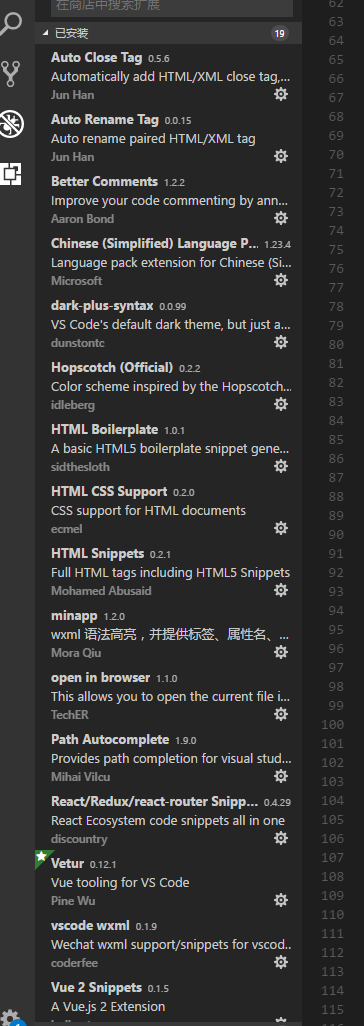 在商店中搜索扩展
已安装 19
Auto Close Tag 0.5.6
Automatically add HTML/XML close tag,...
Jun Han
Auto Rename Tag 0.0.15
Auto rename paired HTML/XML tag
Jun Han
Better Comments 1.2.2
Improve your code commenting by ann...
Aaron Bond
Chinese (Simplified) Language P... 1.23.4
Language pack extension for Chinese (Si...
Microsoft
dark-plus-syntax 0.0.99
VS Code's default dark theme, but just a...
dunstontc
Hopscotch (Official) 0.2.2
Color scheme inspired by the Hopscotch...
idleberg
HTML Boilerplate 1.0.1
A basic HTML5 boilerplate snippet gene...
sidthesloth
HTML CSS Support 0.2.0
CSS support for HTML documents
ecmel
HTML Snippets 0.2.1
Full HTML tags including HTML5 Snippets
Mohamed Abusaid
minapp 1.2.0
wxml 语法高亮，并提供标签、属性名、...
Mora Qiu
open in browser 1.1.0
This allows you to open the current file i...
TechER
Path Autocomplete 1.9.0
Provides path completion for visual stud...
Mihai Vilcu
React/Redux/react-router Snipp... 0.4.29
React Ecosystem code snippets all in one
discountry
Vetur 0.12.1
Vue tooling for VS Code
Pine Wu
vscode wxml 0.1.9
Wechat wxml support/snippets for vscod...
coderfee
Vue 2 Snippets 0.1.5
A Vue.js 2 Extension
62
63
64
65
66
67
68
69
70
71
72
73
74
75
76
77
78
79
80
81
82
83
84
85
86
87
88
89
90
91
92
93
94
95
96
97
98
99
100
101
102
103
104
105
106
107
108
109
110
111
112
113
114
115